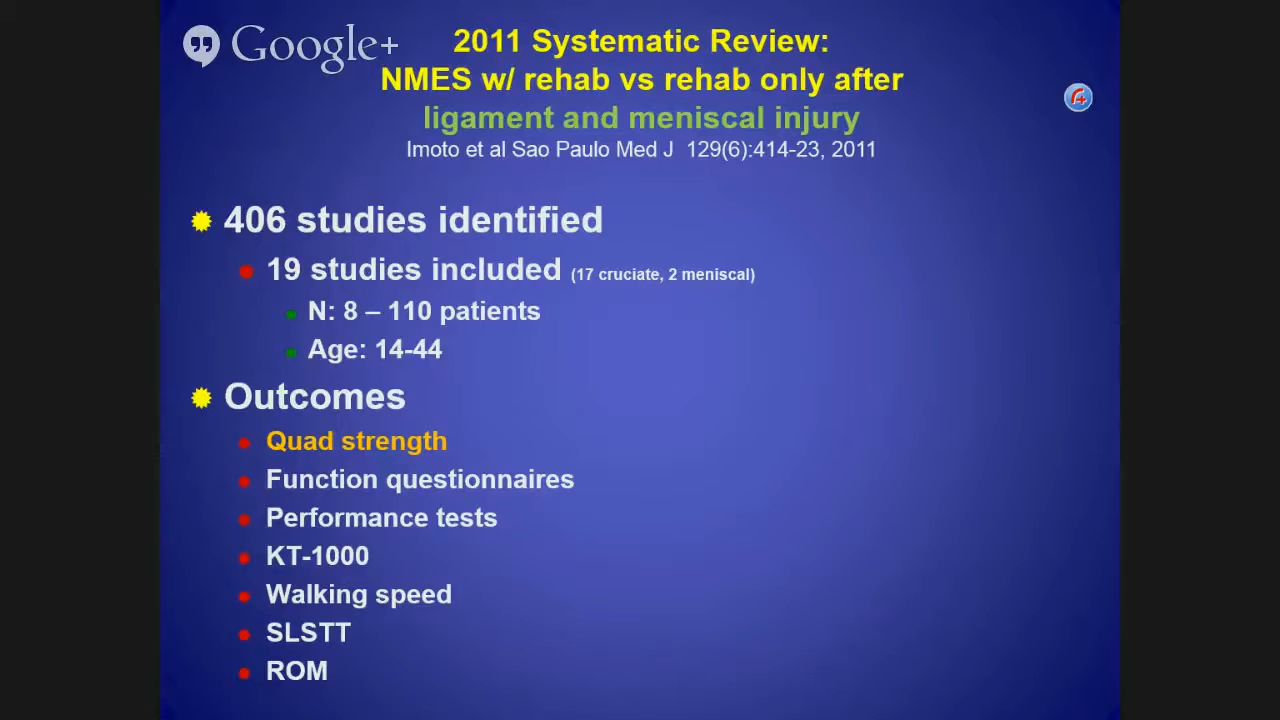 Google+
2011 Systematic Review:
NMES w/ rehab vs rehab only after
ligament and meniscal injury
Imoto et al Sao Paulo Med J 129(6):414-23, 2011
406 studies identified
19 studies included (17 cruciate, 2 meniscal)
N: 8 – 110 patients
Age: 14-44
Outcomes
Quad strength
Function questionnaires
Performance tests
KT-1000
Walking speed
SLSTT
ROM